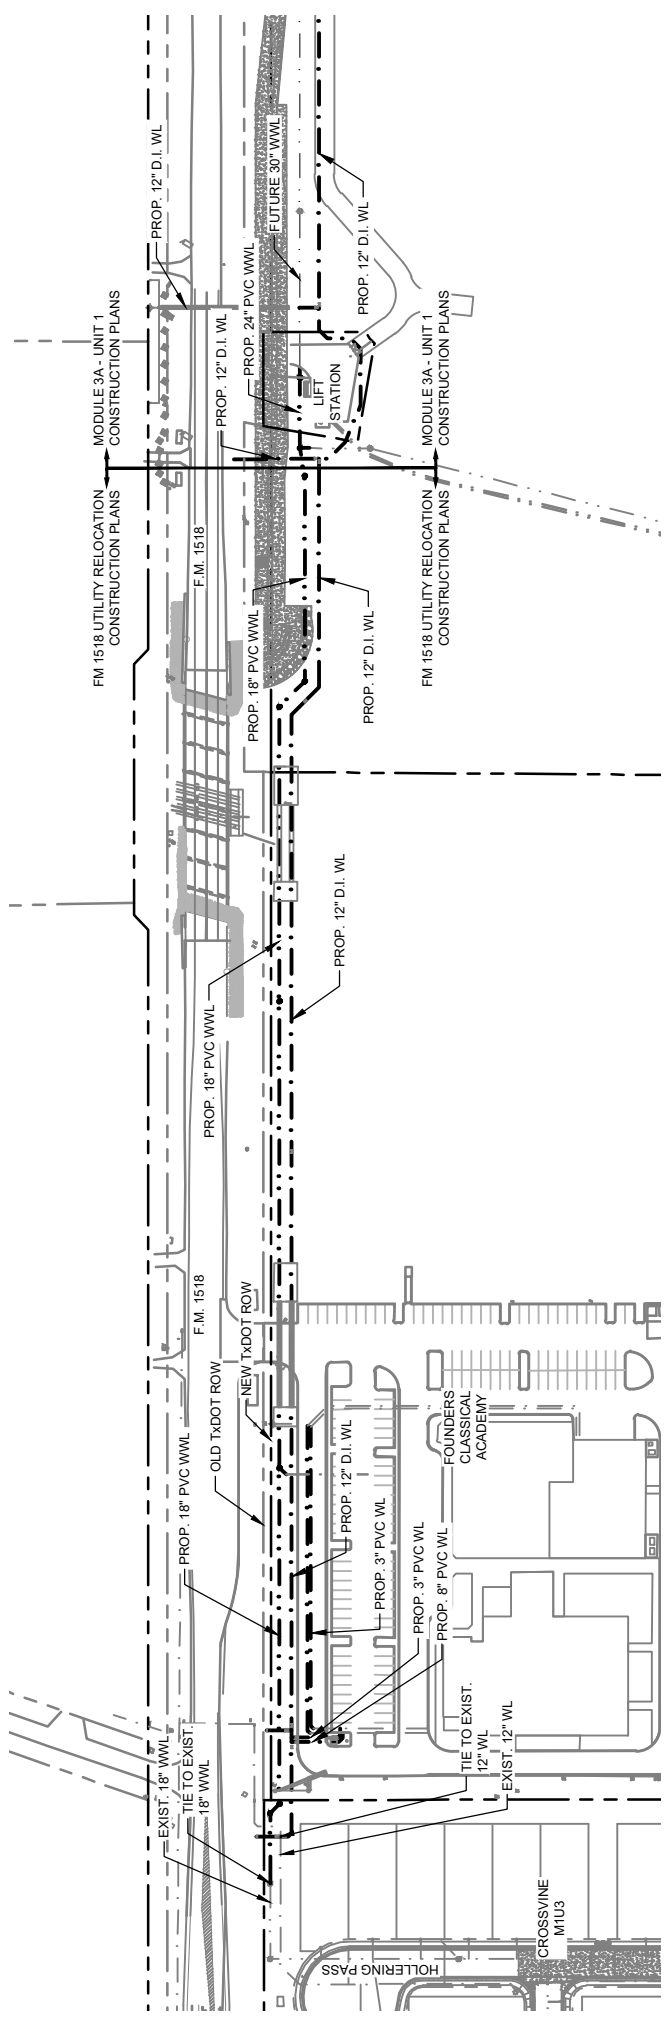 PROP. 12" D.I. WL
FUTURE 30" WWL
PROP. 12" D.I. WL
PROP. 24" PVC WWL
PROP. 12" D.I. WL
LIFT
STATION
MODULE 3A - UNIT 1
CONSTRUCTION PLANS
MODULE 3A - UNIT 1
CONSTRUCTION PLANS
FM 1518 UTILITY RELOCATION
CONSTRUCTION PLANS
FM 1518 UTILITY RELOCATION
CONSTRUCTION PLANS
F.M. 1518
PROP. 18" PVC WWL
PROP. 12" D.I. WL
PROP. 18" PVC WWL
PROP. 12" D.I. WL
F.M. 1518
OLD TxDOT ROW
NEW TxDOT ROW
PROP. 18" PVC WWL
PROP. 12" D.I. WL
PROP. 3" PVC WL
PROP. 3" PVC WL
PROP. 8" PVC WL
FOUNDERS
CLASSICAL
ACADEMY
EXIST. 18" WWL
TIE TO EXIST.
18" WWL
TIE TO EXIST.
12" WL
EXIST. 12" WL
HOLLERING PASS
CROSSVINE
M1U3